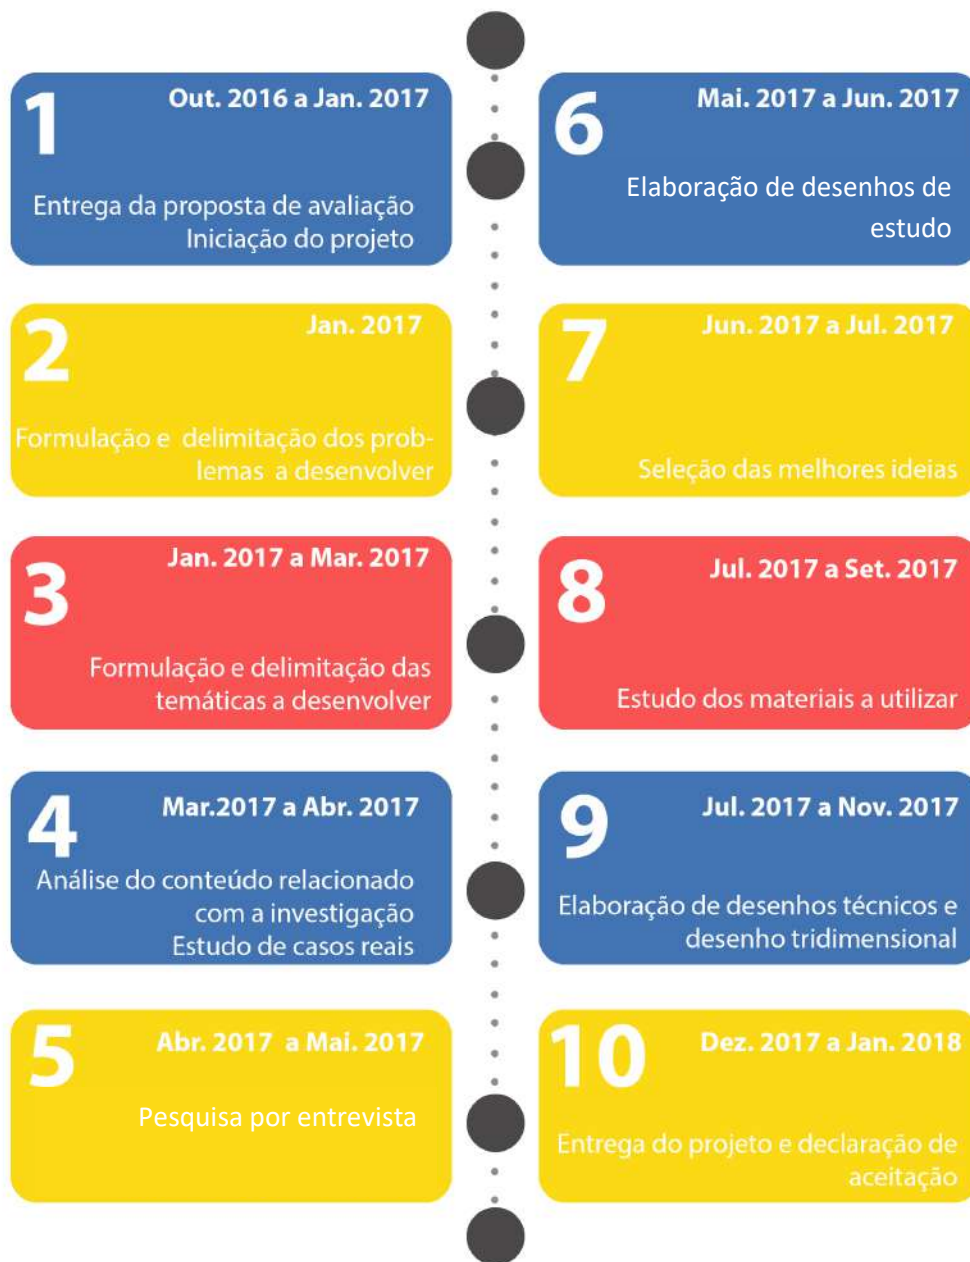 1
Out. 2016 a Jan. 2017
Entrega da proposta de avaliação
Iniciação do projeto
2
Jan. 2017
Formulação e delimitação dos prob-
lemas a desenvolver
3
Jan. 2017 a Mar. 2017
Formulação e delimitação das
temáticas a desenvolver
4
Mar.2017 a Abr. 2017
Análise do conteúdo relacionado
com a investigação
Estudo de casos reais
5
Abr. 2017 a Mai. 2017
Pesquisa por entrevista
6
Mai. 2017 a Jun. 2017
Elaboração de desenhos de
estudo
7
Jun. 2017 a Jul. 2017
Seleção das melhores ideias
8
Jul. 2017 a Set. 2017
Estudo dos materiais a utilizar
9
Jul. 2017 a Nov. 2017
Elaboração de desenhos técnicos e
desenho tridimensional
10
Dez. 2017 a Jan. 2018
Entrega do projeto e declaração de
aceitação